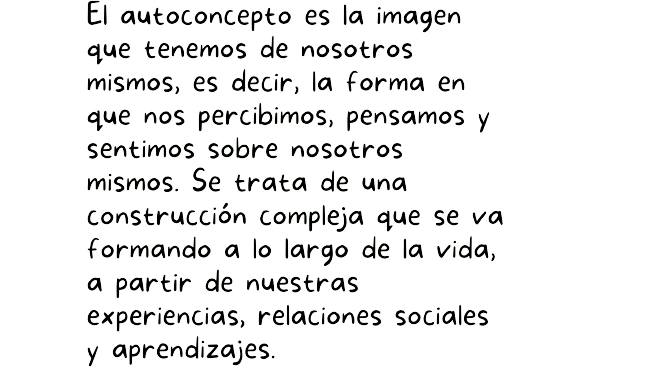 El autoconcepto es la imagen
que tenemos de nosotros
mismos, es decir, la forma en
que nos percibimos, pensamos y
sentimos sobre nosotros
mismos. Se trata de una
construcción compleja que se va
formando a lo largo de la vida,
a partir de nuestras
experiencias, relaciones sociales
y aprendizajes.